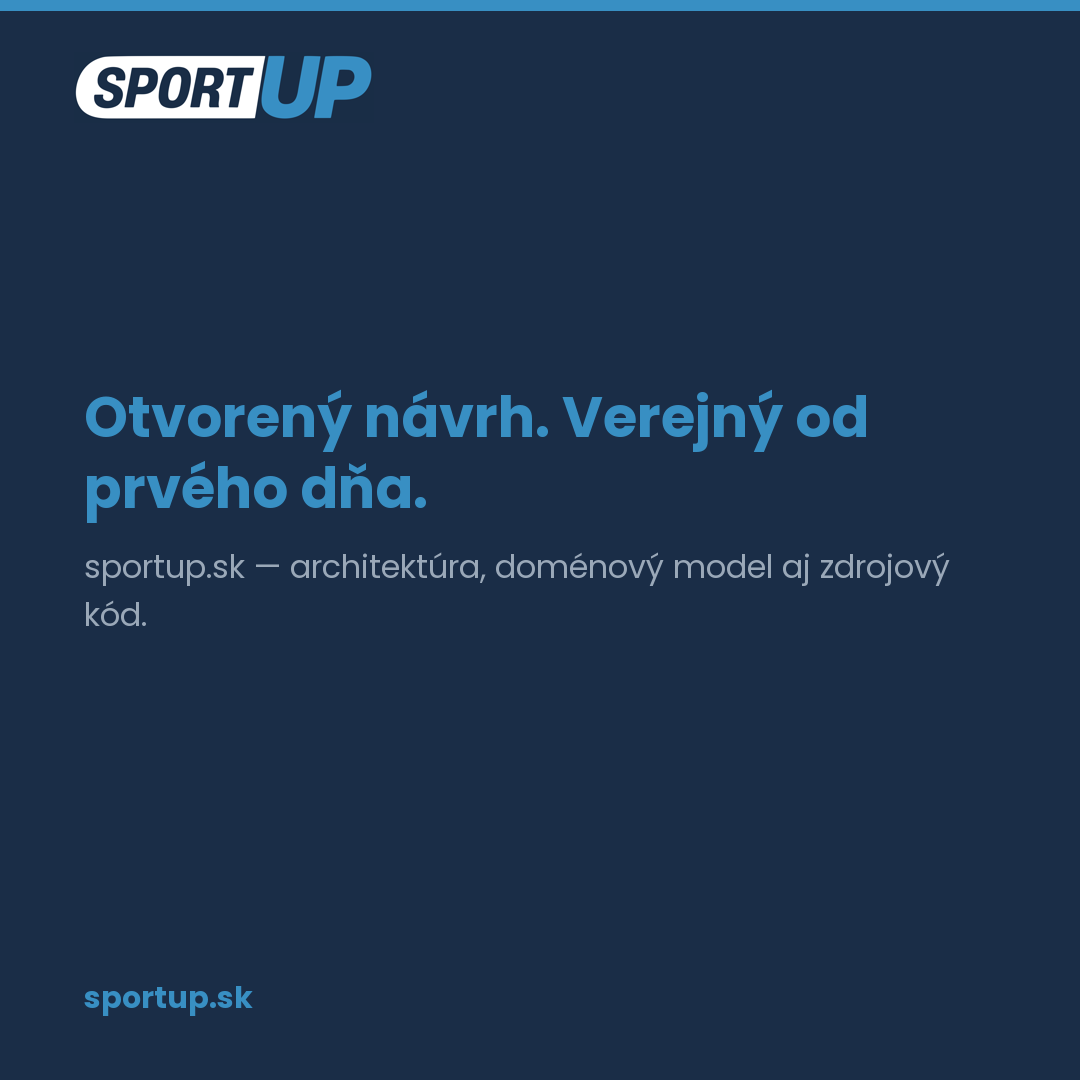 SPORTUP
Otvorený návrh. Verejný od
prvého dňa.
sportup.sk — architektúra, doménový model aj zdrojový
kód.
sportup.sk